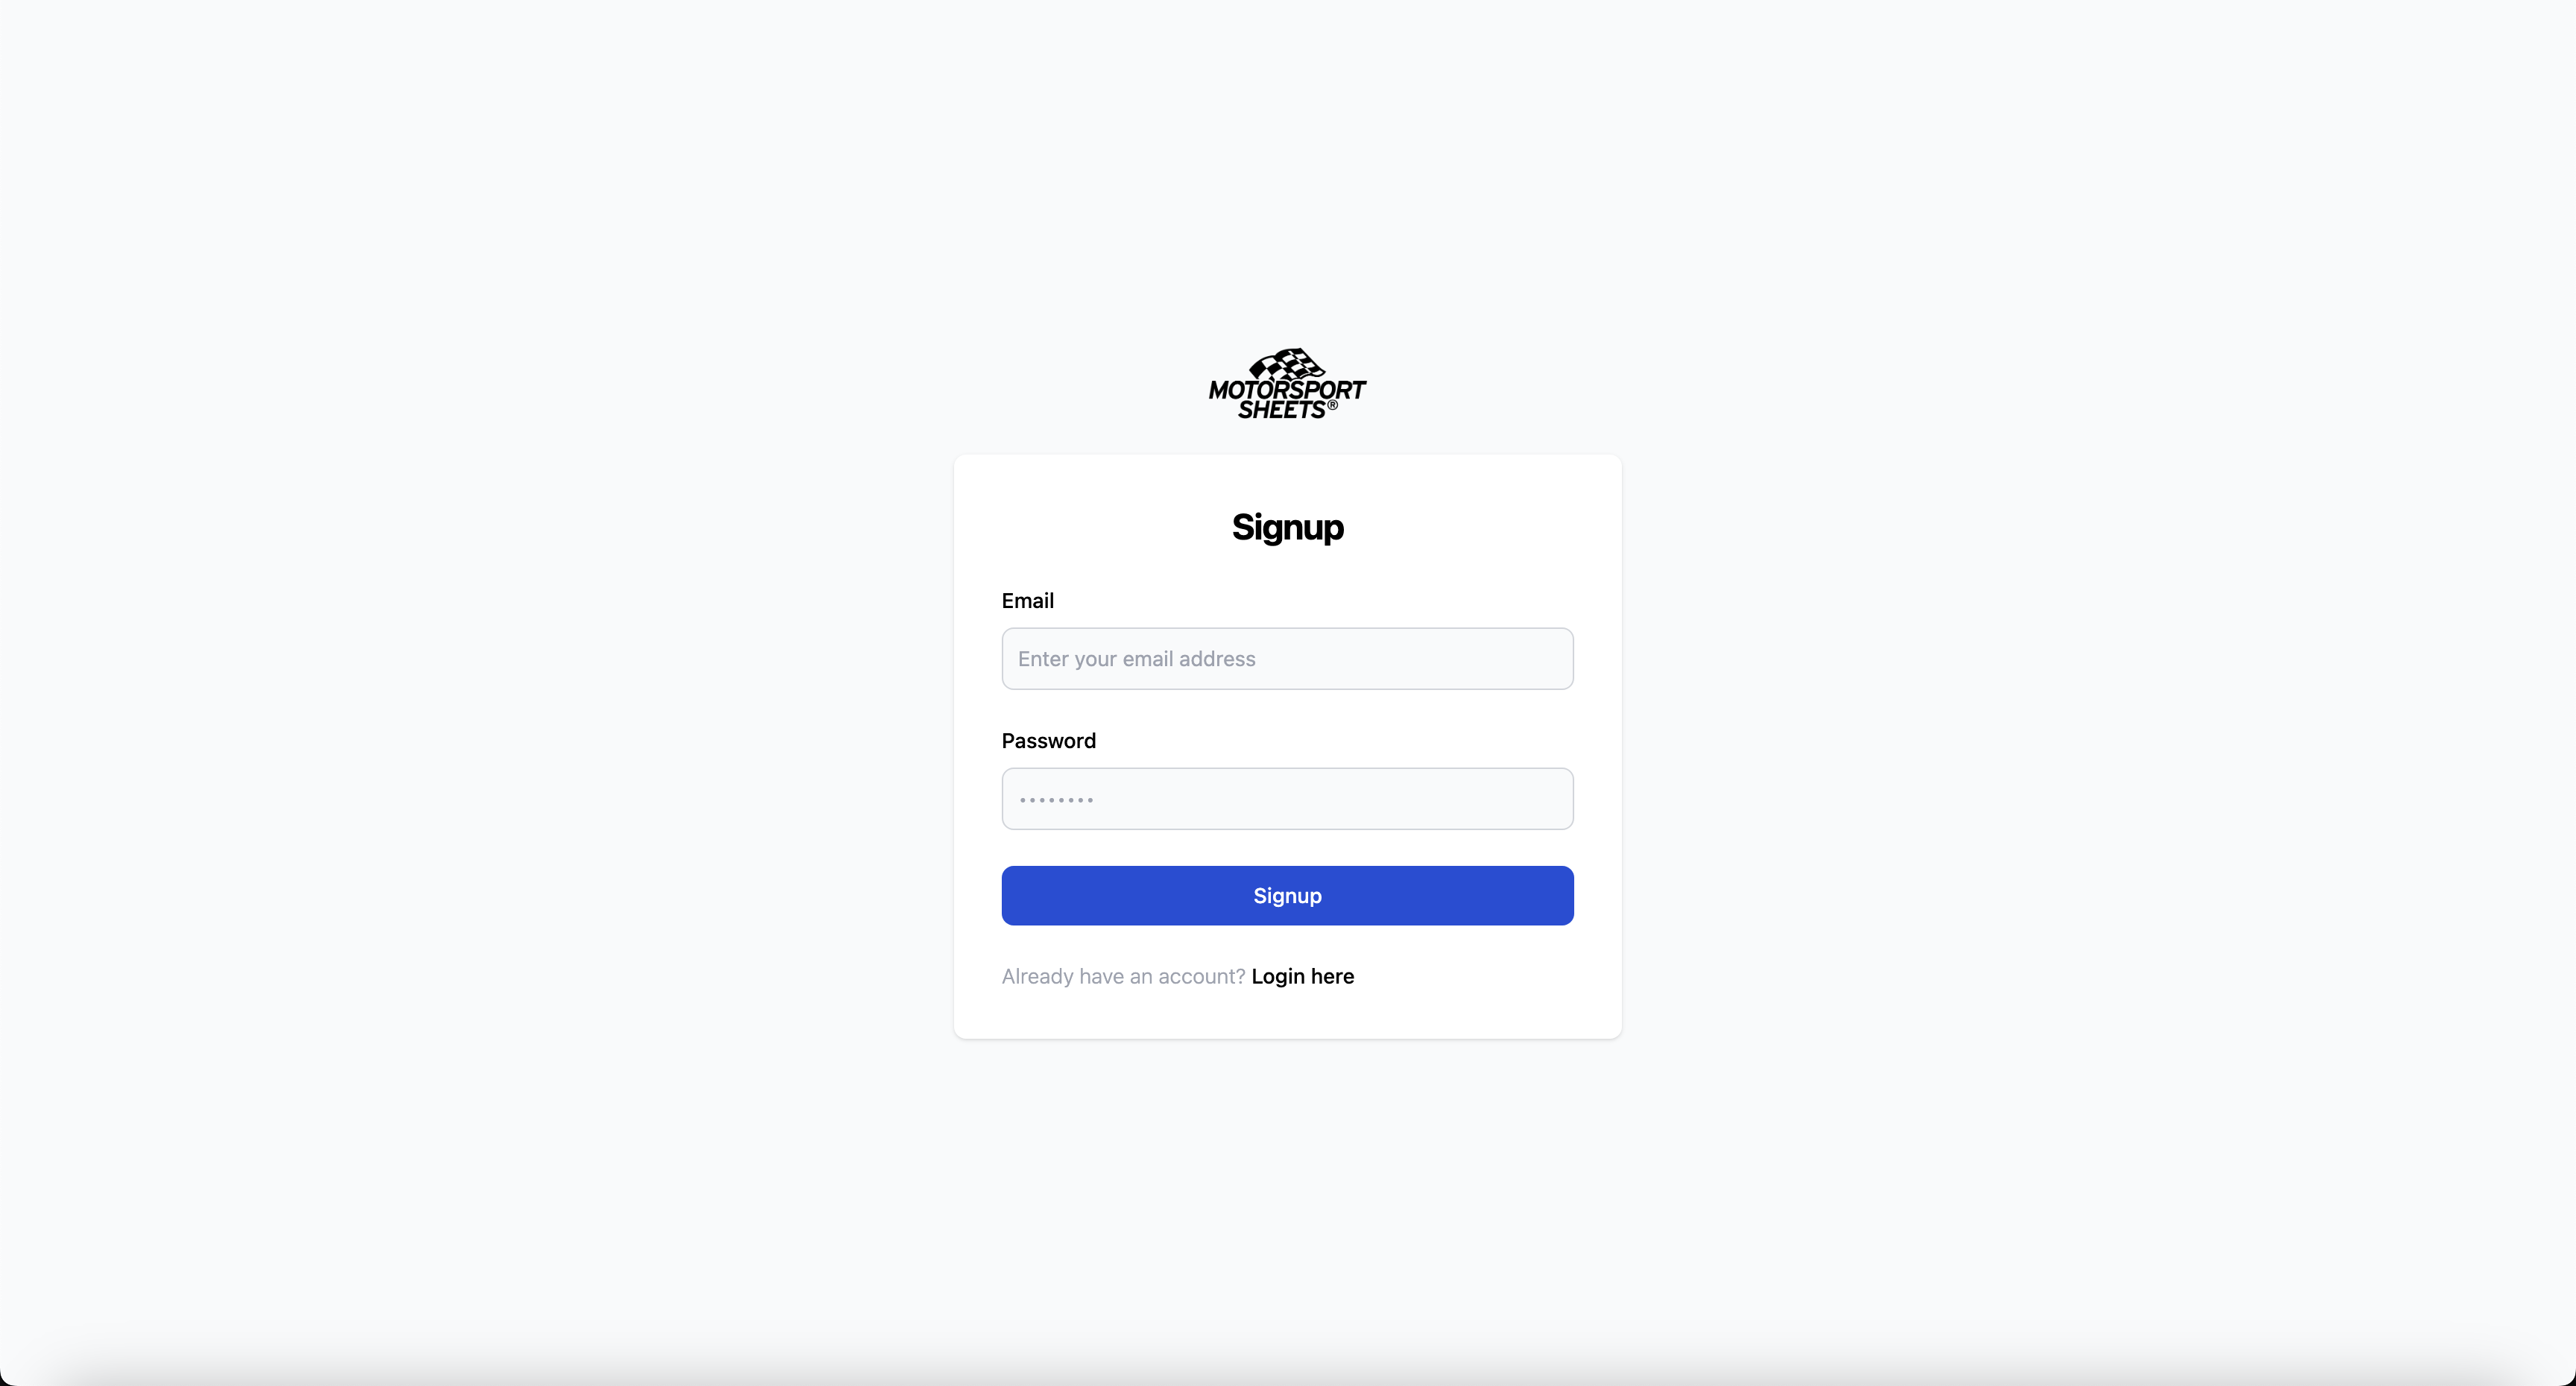 MOTORSPORT
SHEETS®
Signup
Email
Enter your email address
Password
••••••••
Signup
Already have an account? Login here